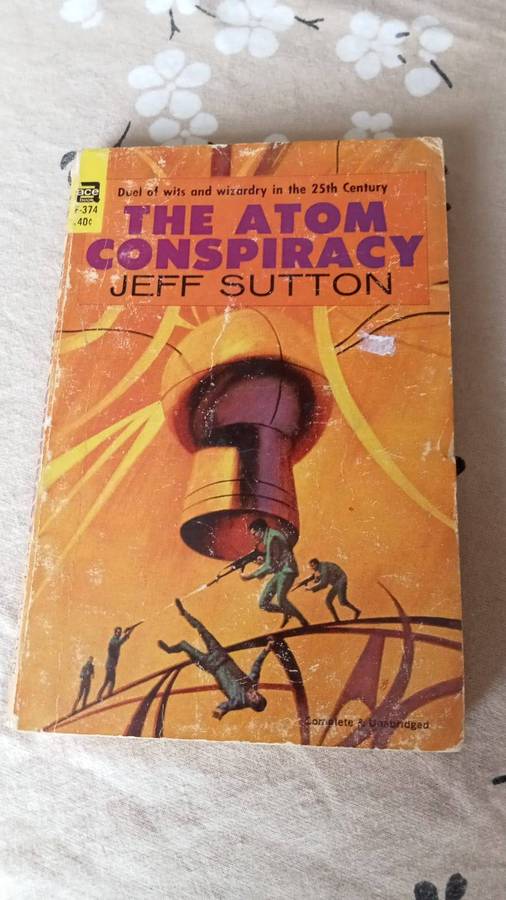 Duel of wits and wizardry in the 25th Century
ace
BOOK
F-374
40¢
THE ATOM
CONSPIRACY
JEFF SUTTON
Complete & Unabridged